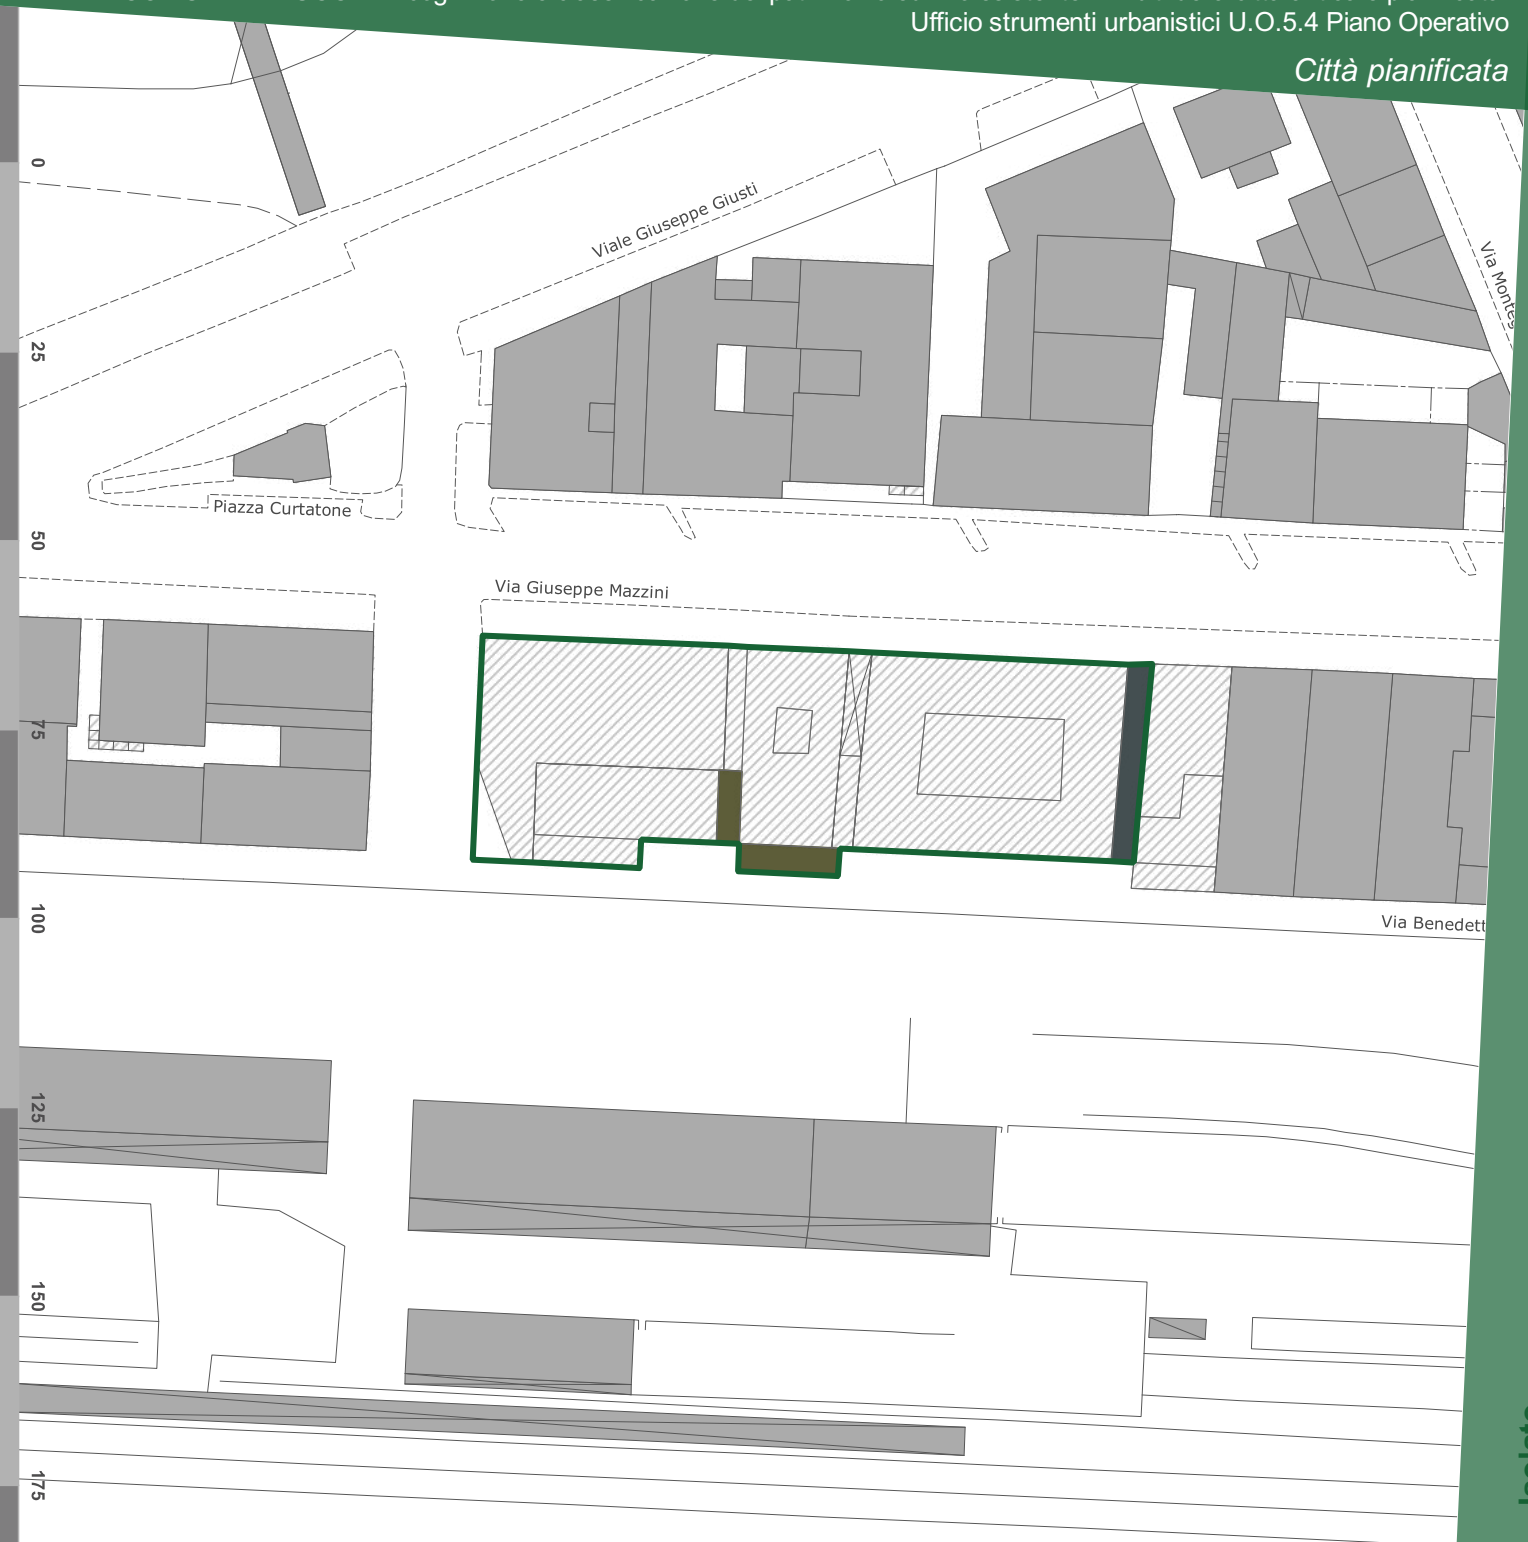 Ufficio strumenti urbanistici U.O.5.4 Piano Operativo
Città pianificata
Viale Giuseppe Giusti
Piazza Curtatone
Via Giuseppe Mazzini
Via
Via
0
25
50
75
100
125
150
175